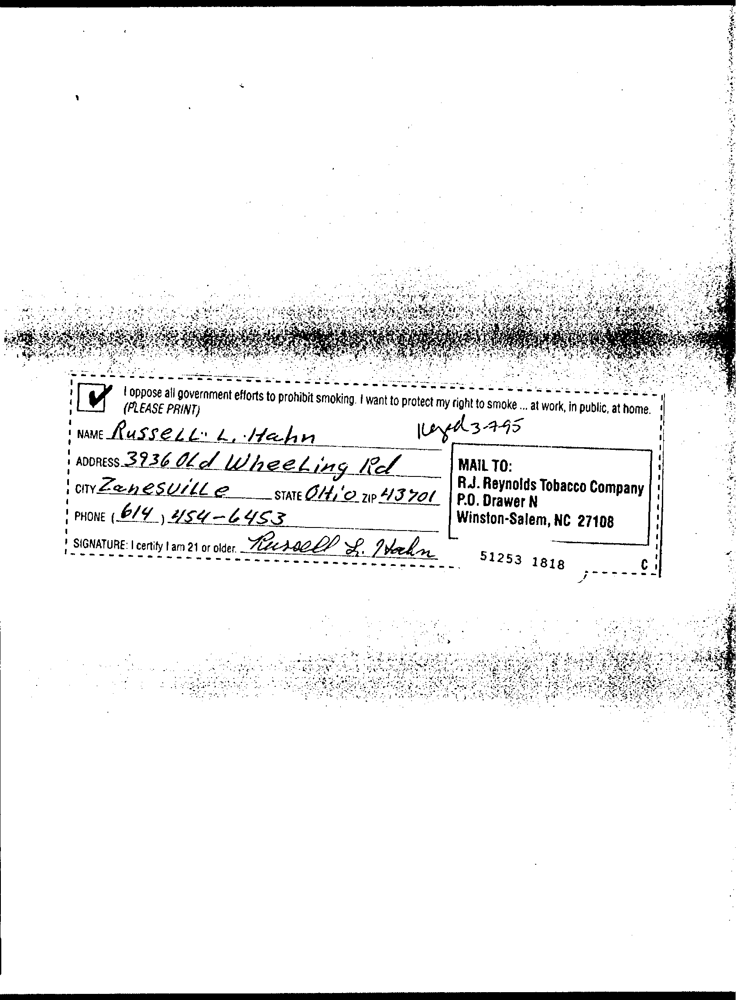 ✔ I oppose all government efforts to prohibit smoking. I want to protect my right to smoke ... at work, in public, at home.
(PLEASE PRINT)
NAME RUSSELL L. Hahn
Keyed 3-7-95
ADDRESS 3936 OLd WheeLing Rd
CITY ZanesviLLe STATE OHiO ZIP 43701
PHONE (614) 454-6453
SIGNATURE: I certify I am 21 or older. Russell L. Hahn
MAIL TO:
R.J. Reynolds Tobacco Company
P.O. Drawer N
Winston-Salem, NC 27108
51253 1818
C